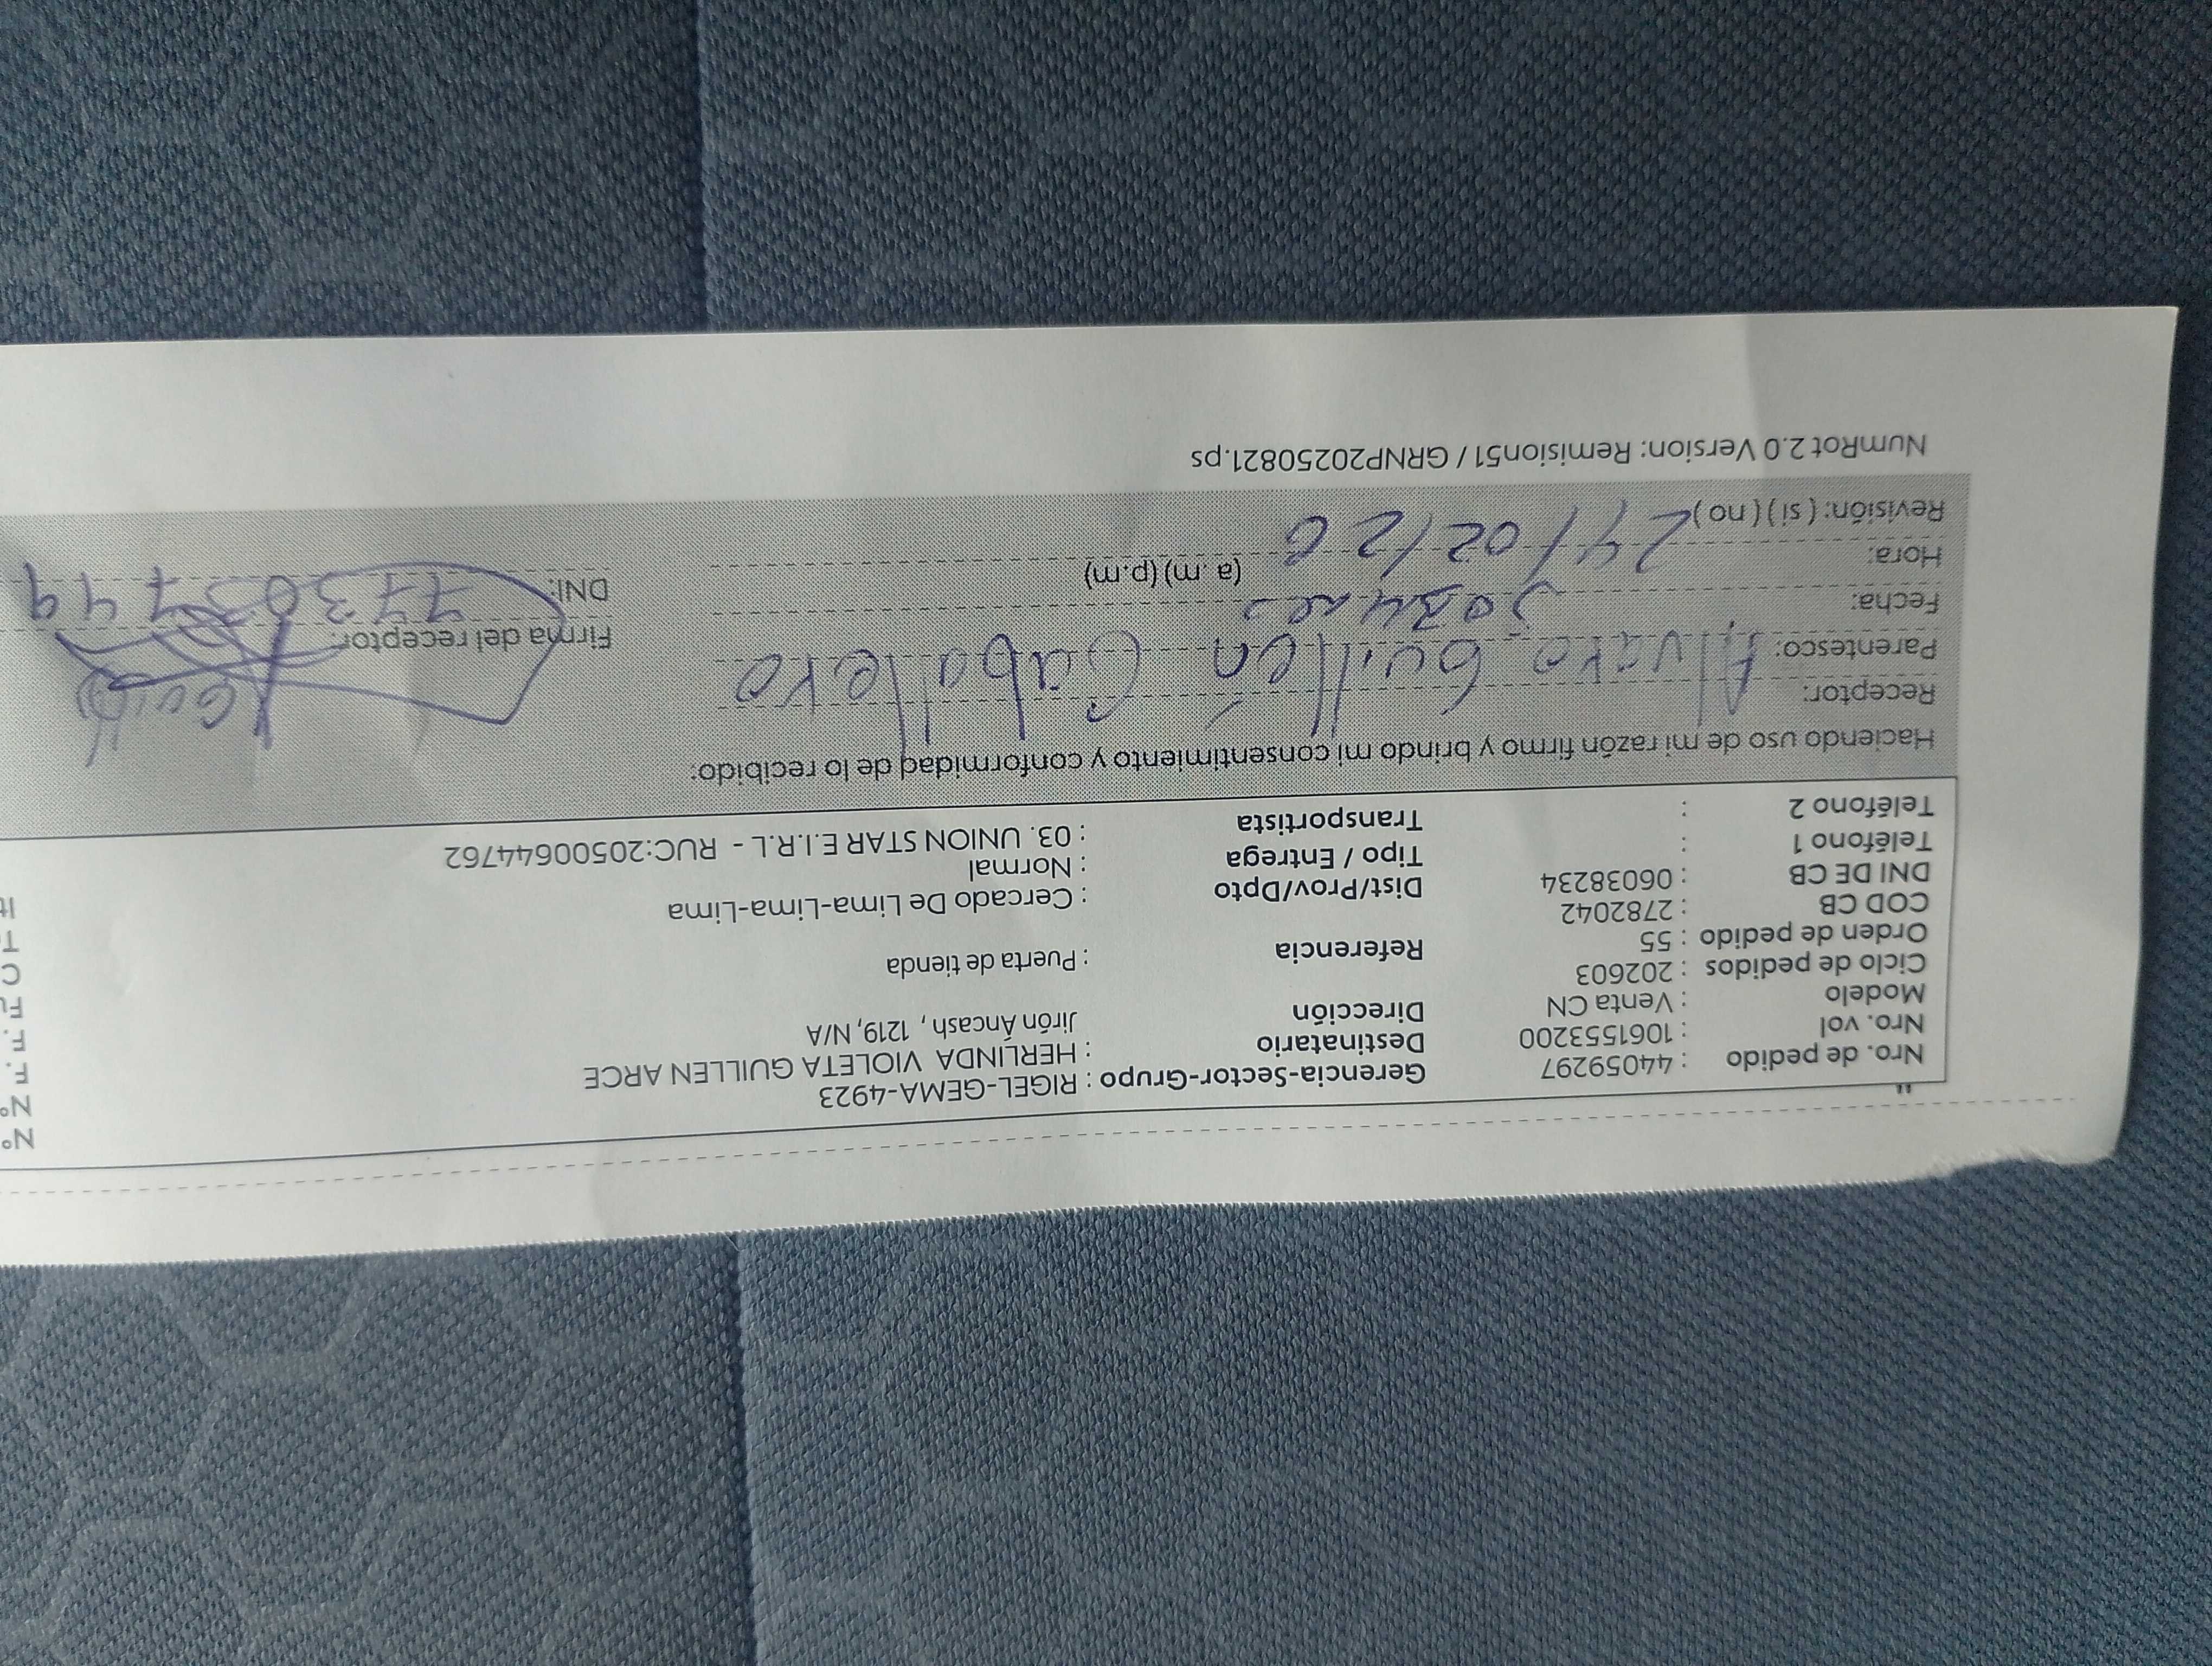 Nro. de pedido : 44059297 Gerencia-Sector-Grupo : RIGEL-GEMA-4923
Nro. vol : 1061553200 Destinatario : HERLINDA VIOLETA GUILLEN ARCE
Modelo : Venta CN Dirección Jirón Áncash, 1219, N/A
Ciclo de pedidos : 202603
Orden de pedido : 55 Referencia : Puerta de tienda
COD CB : 2782042
DNI DE CB : 06038234 Dist/Prov/Dpto : Cercado De Lima-Lima-Lima
Teléfono 1 : Tipo / Entrega : Normal
Teléfono 2 : Transportista : 03. UNION STAR E.I.R.L - RUC:20500644762
Haciendo uso de mi razón firmo y brindo mi consentimiento y conformidad de lo recibido:
Receptor: Alvaro Guillén Caballero
Parentesco:
Firma del receptor:
Fecha:
DNI:
Hora: (a .m) (p.m)
Revisión: ( si ) ( no ) 24/02/26
NumRot 2.0 Version: Remision51 / GRNP20250821.ps
N°
N°
F.
F.